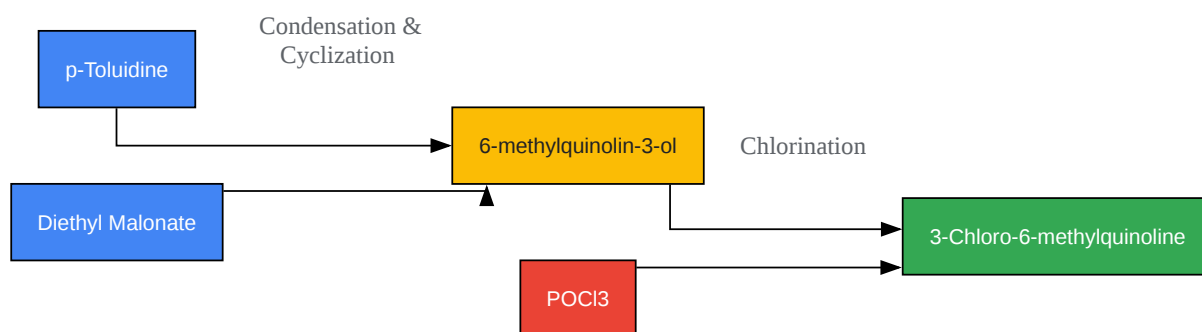 Condensation &
Cyclization
p-Toluidine
6-methylquinolin-3-ol
Chlorination
Diethyl Malonate
3-Chloro-6-methylquinoline
POCl3